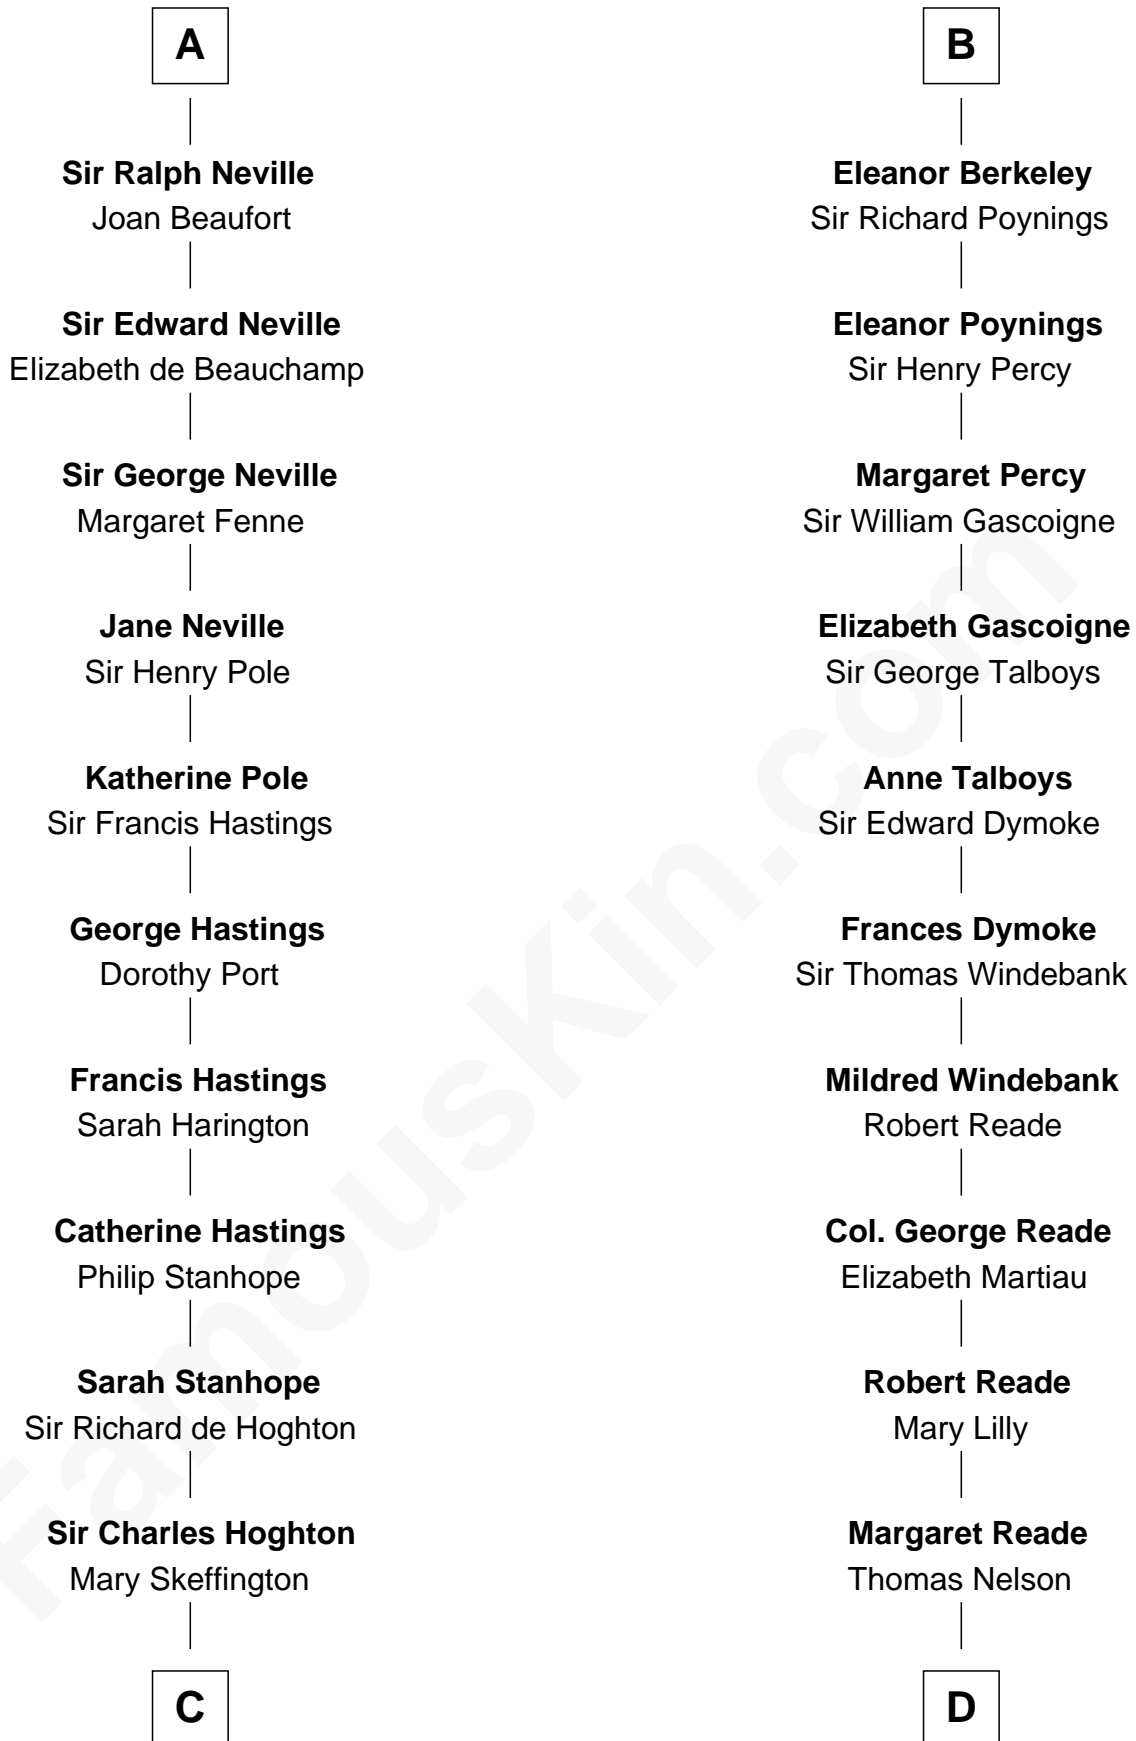 A
Sir Ralph Neville
Joan Beaufort
Sir Edward Neville
Elizabeth de Beauchamp
Sir George Neville
Margaret Fenne
Jane Neville
Sir Henry Pole
Katherine Pole
Sir Francis Hastings
George Hastings
Dorothy Port
Francis Hastings
Sarah Harington
Catherine Hastings
Philip Stanhope
Sarah Stanhope
Sir Richard de Hoghton
Sir Charles Hoghton
Mary Skeffington
C
B
Eleanor Berkeley
Sir Richard Poynings
Eleanor Poynings
Sir Henry Percy
Margaret Percy
Sir William Gascoigne
Elizabeth Gascoigne
Sir George Talboys
Anne Talboys
Sir Edward Dymoke
Frances Dymoke
Sir Thomas Windebank
Mildred Windebank
Robert Reade
Col. George Reade
Elizabeth Martiau
Robert Reade
Mary Lilly
Margaret Reade
Thomas Nelson
D
FamousKin.com